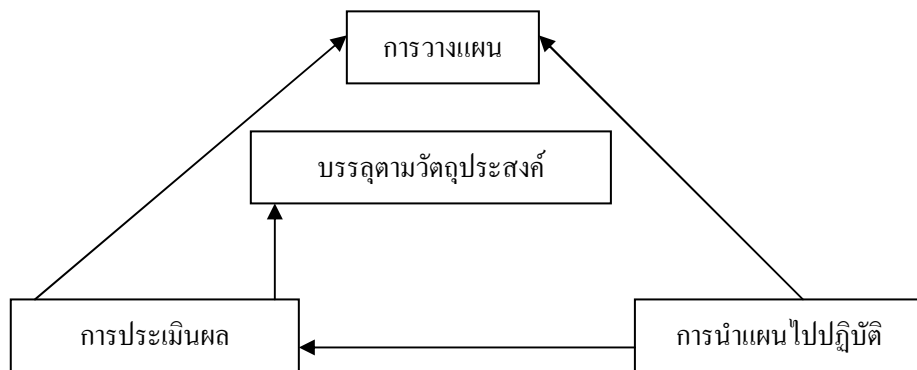 การวางแผน
บรรลุตามวัตถุประสงค์
การประเมินผล
การนำแผนไปปฏิบัติ